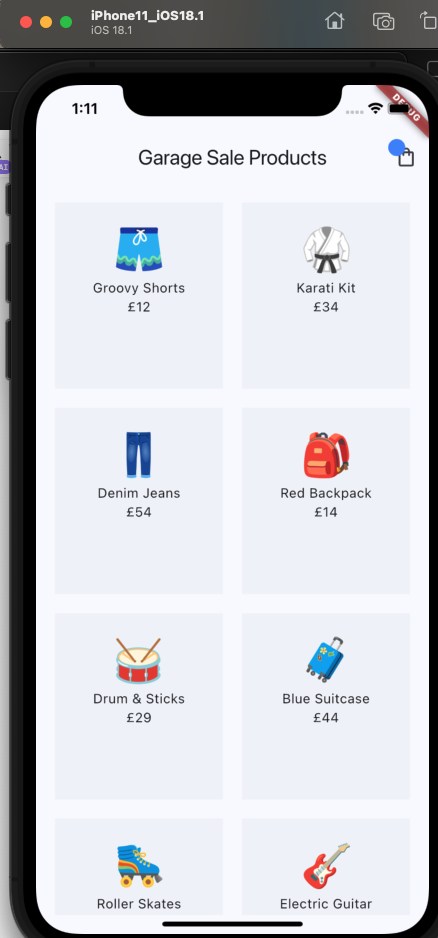 iPhone11_iOS18.1
iOS 18.1
1:11
DEBUG
AI
Garage Sale Products
Groovy Shorts
£12
Karati Kit
£34
Denim Jeans
£54
Red Backpack
£14
Drum & Sticks
£29
Blue Suitcase
£44
Roller Skates
Electric Guitar